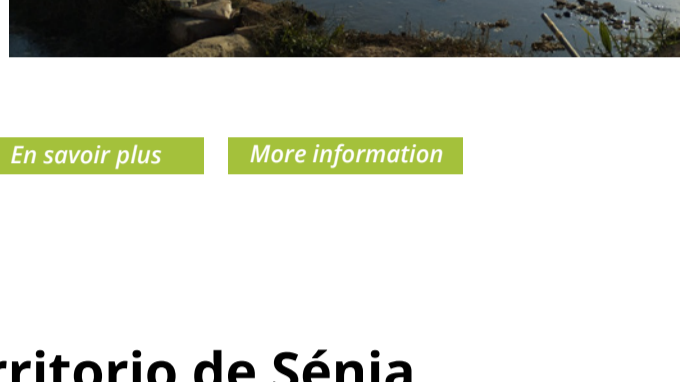 En savoir plus
More information
rritorio de Sénia